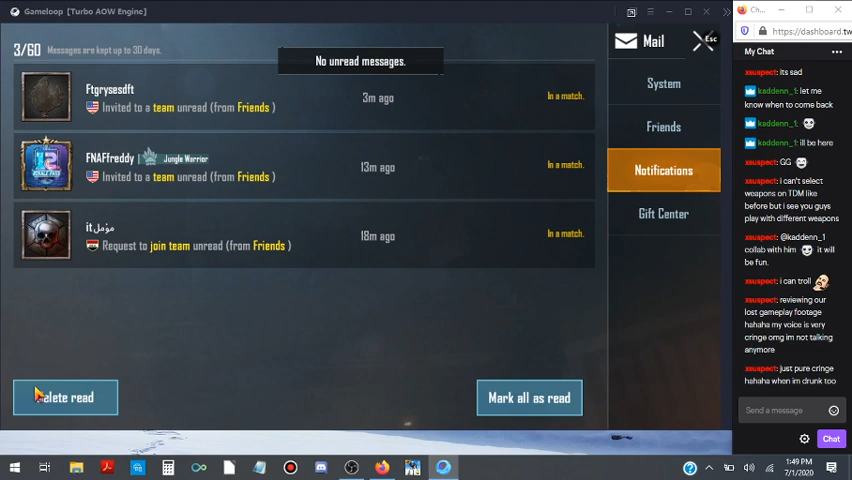 Gameloop [Turbo AOW Engine]
Ch...
https://dashboard.tw
3/60 Messages are kept up to 30 days.
No unread messages.
Mail
Esc
My Chat
Ftgrysesdft
Invited to a team unread (from Friends )
3m ago
In a match.
FNAFfreddy | Jungle Warrior
Invited to a team unread (from Friends )
13m ago
In a match.
itمؤمل
Request to join team unread (from Friends )
18m ago
In a match.
System
Friends
Notifications
Gift Center
elete read
Mark all as read
xsuspect: its sad
kaddenn_1: let me
know when to come back
kaddenn_1:
kaddenn_1: ill be here
xsuspect: GG
xsuspect: i can't select
weapons on TDM like
before but i see you guys
play with different weapons
xsuspect: @kaddenn_1
collab with him it will
be fun.
xsuspect: i can troll
xsuspect: reviewing our
lost gameplay footage
hahaha my voice is very
cringe omg im not talking
anymore
xsuspect: just pure cringe
hahaha when im drunk too
Send a message
Chat
1:49 PM
7/1/2020